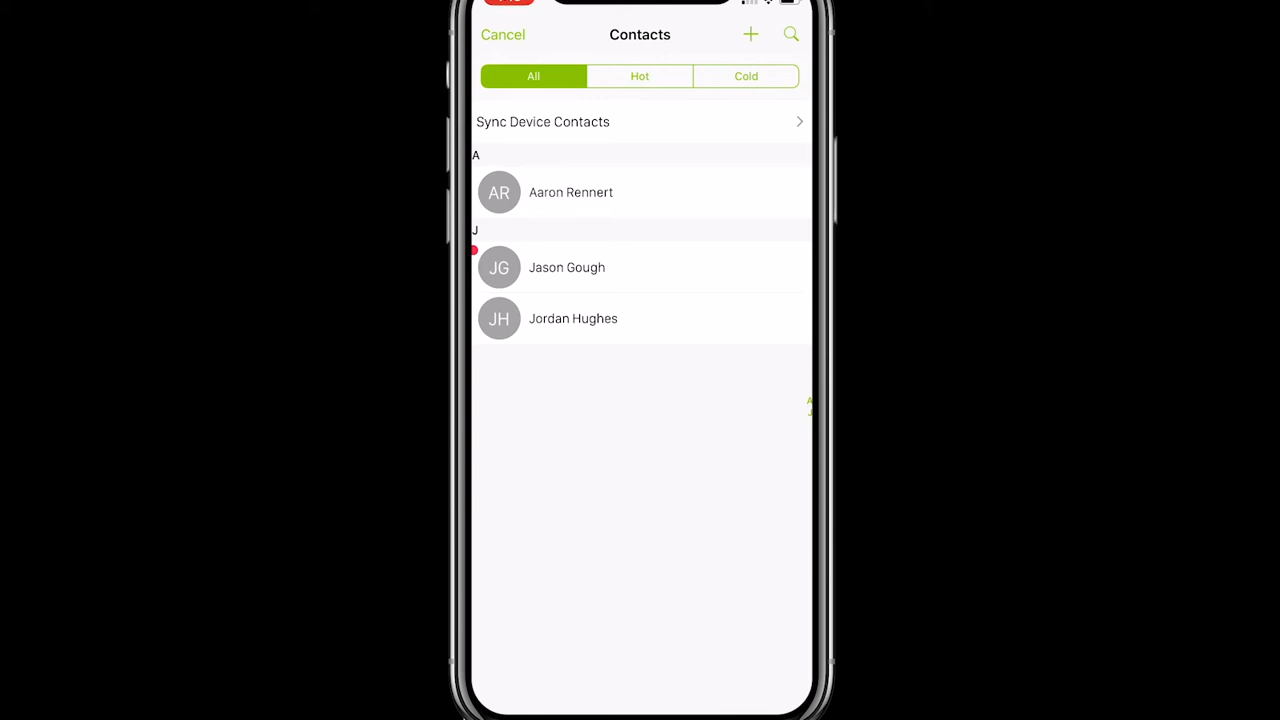 Cancel Contacts
All Hot Cold
Sync Device Contacts
A
AR Aaron Rennert
J
JG Jason Gough
JH Jordan Hughes
A
J